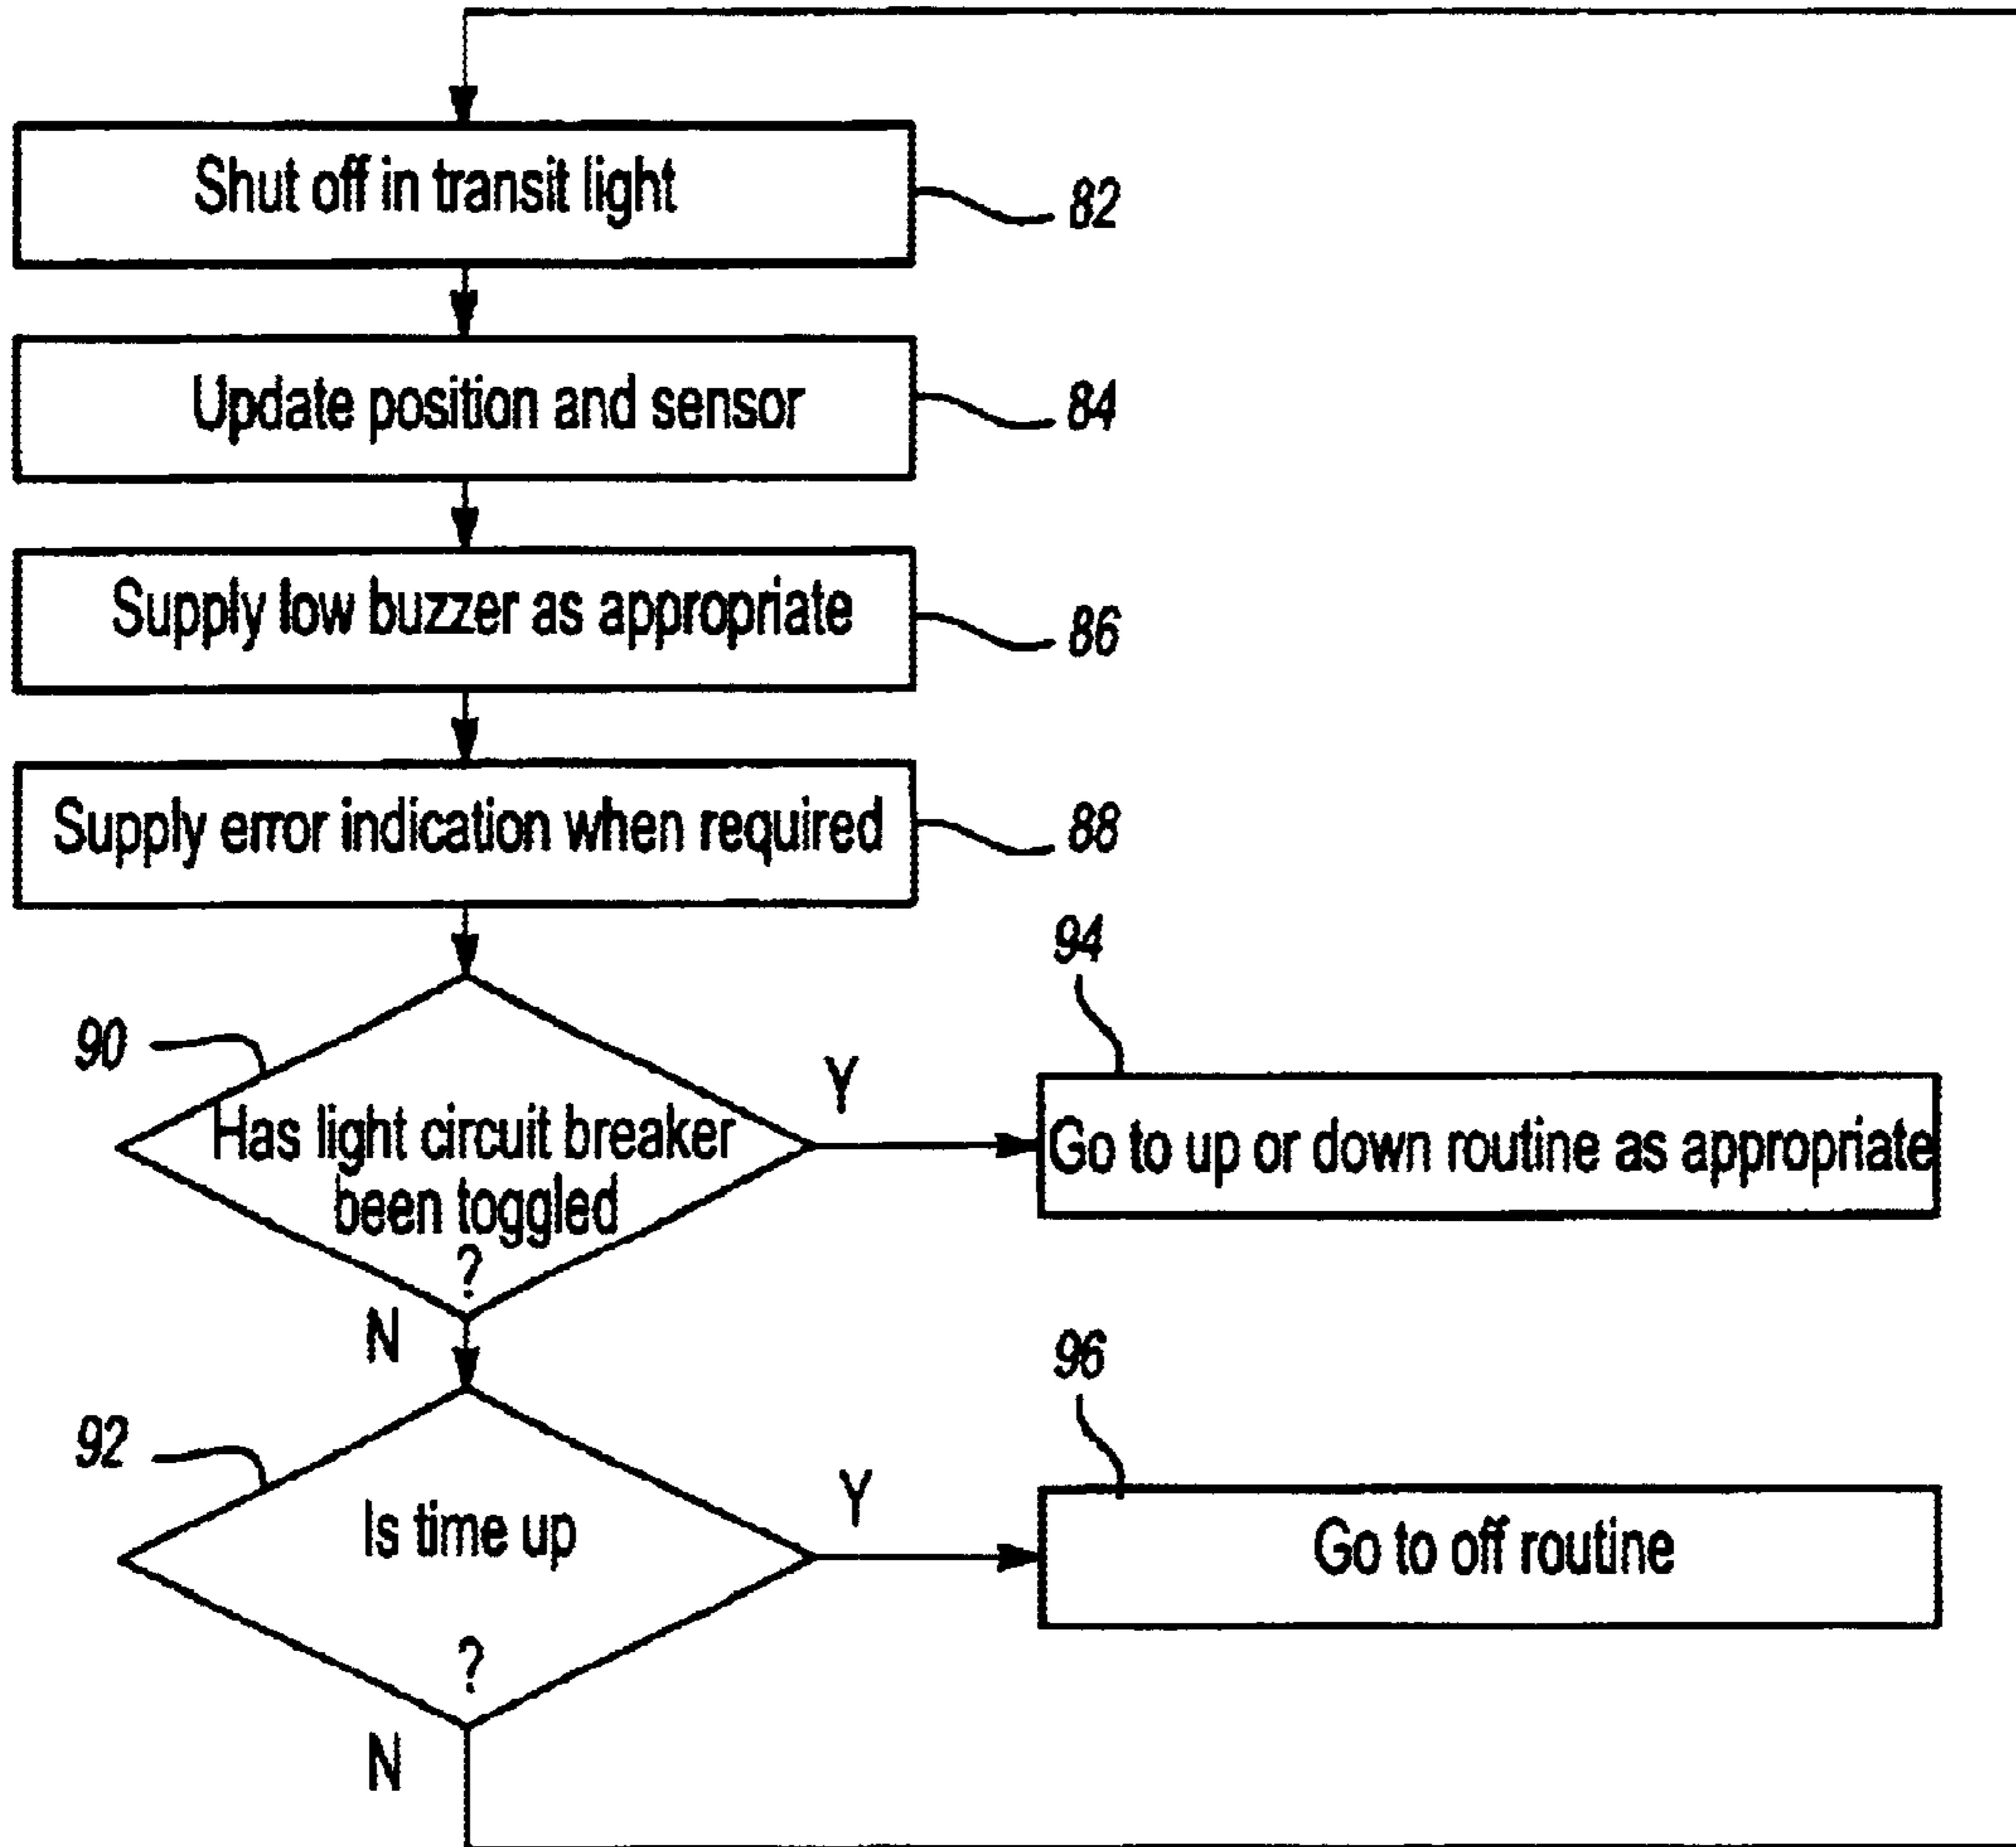 Shut off in transit light
82
Update position and sensor
84
Supply low buzzer as appropriate
86
Supply error indication when required
88
90
Has light circuit breaker
been toggled
?
Y
94
Go to up or down routine as appropriate
N
92
Is time up
?
Y
96
Go to off routine
N